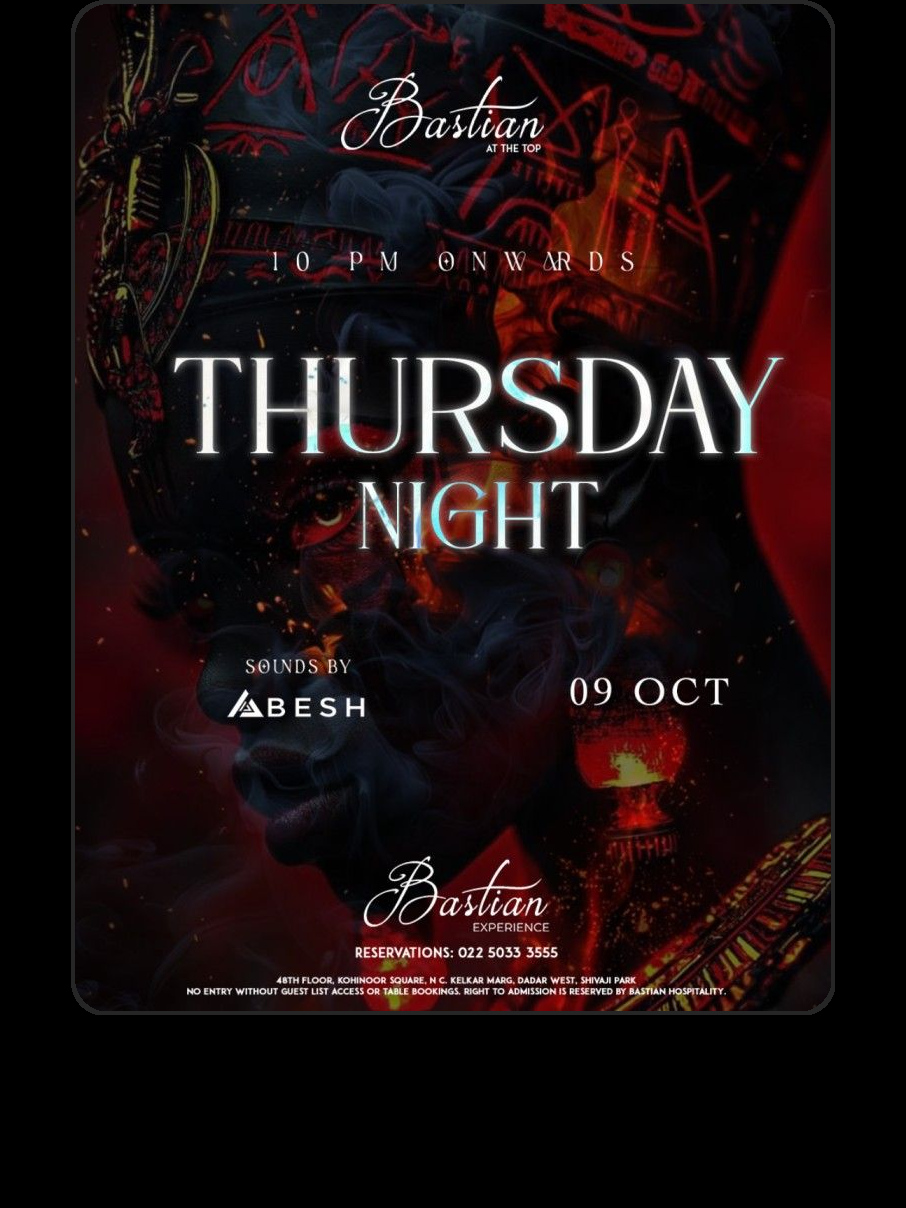 Bastian
AT THE TOP
10 PM ONWARDS
THURSDAY
NIGHT
SOUNDS BY
ABESH
09 OCT
Bastian
EXPERIENCE
RESERVATIONS: 022 5033 3555
48TH FLOOR, KOHINOOR SQUARE, N C. KELKAR MARG, DADAR WEST, SHIVAJI PARK
NO ENTRY WITHOUT GUEST LIST ACCESS OR TABLE BOOKINGS. RIGHT TO ADMISSION IS RESERVED BY BASTIAN HOSPITALITY.